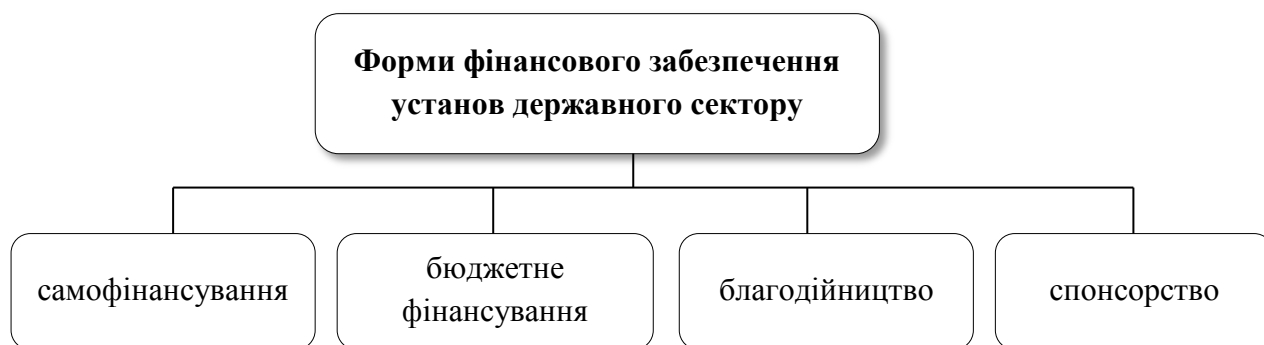 Форми фінансового забезпечення
установ державного сектору
самофінансування
бюджетне
фінансування
благодійництво
спонсорство